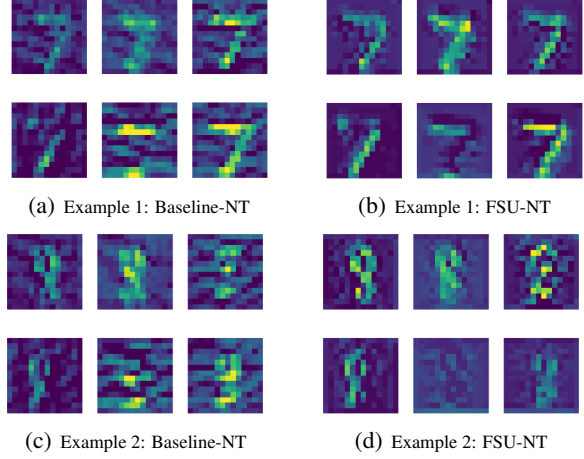 (a) Example 1: Baseline-NT
(b) Example 1: FSU-NT
(c) Example 2: Baseline-NT
(d) Example 2: FSU-NT